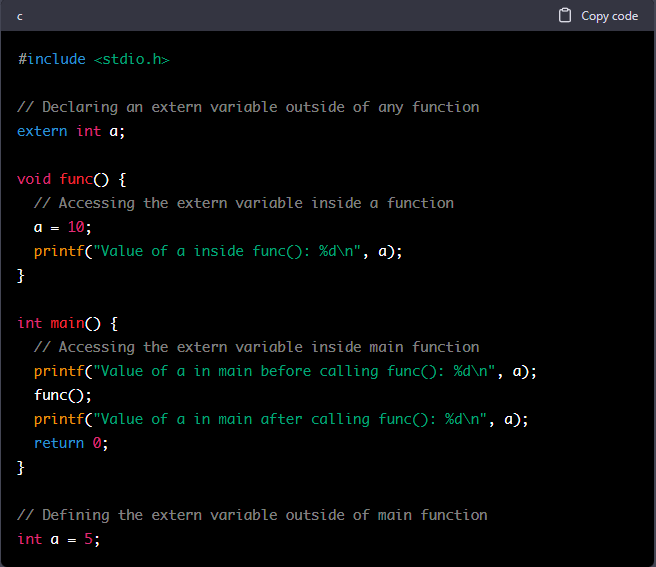 c
Copy code
#include <stdio.h>
// Declaring an extern variable outside of any function
extern int a;
void func() {
  // Accessing the extern variable inside a function
  a = 10;
  printf("Value of a inside func(): %d\n", a);
}
int main() {
  // Accessing the extern variable inside main function
  printf("Value of a in main before calling func(): %d\n", a);
  func();
  printf("Value of a in main after calling func(): %d\n", a);
  return 0;
}
// Defining the extern variable outside of main function
int a = 5;